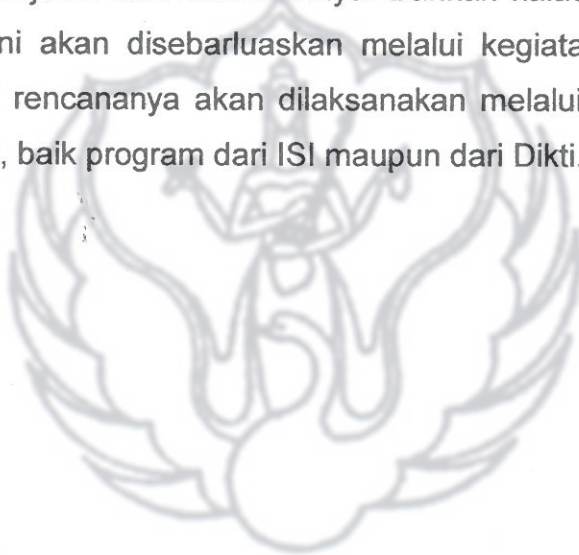 ni akan disebarluaskan melalui kegiata
rencananya akan dilaksanakan melalui
, baik program dari ISI maupun dari Dikti.